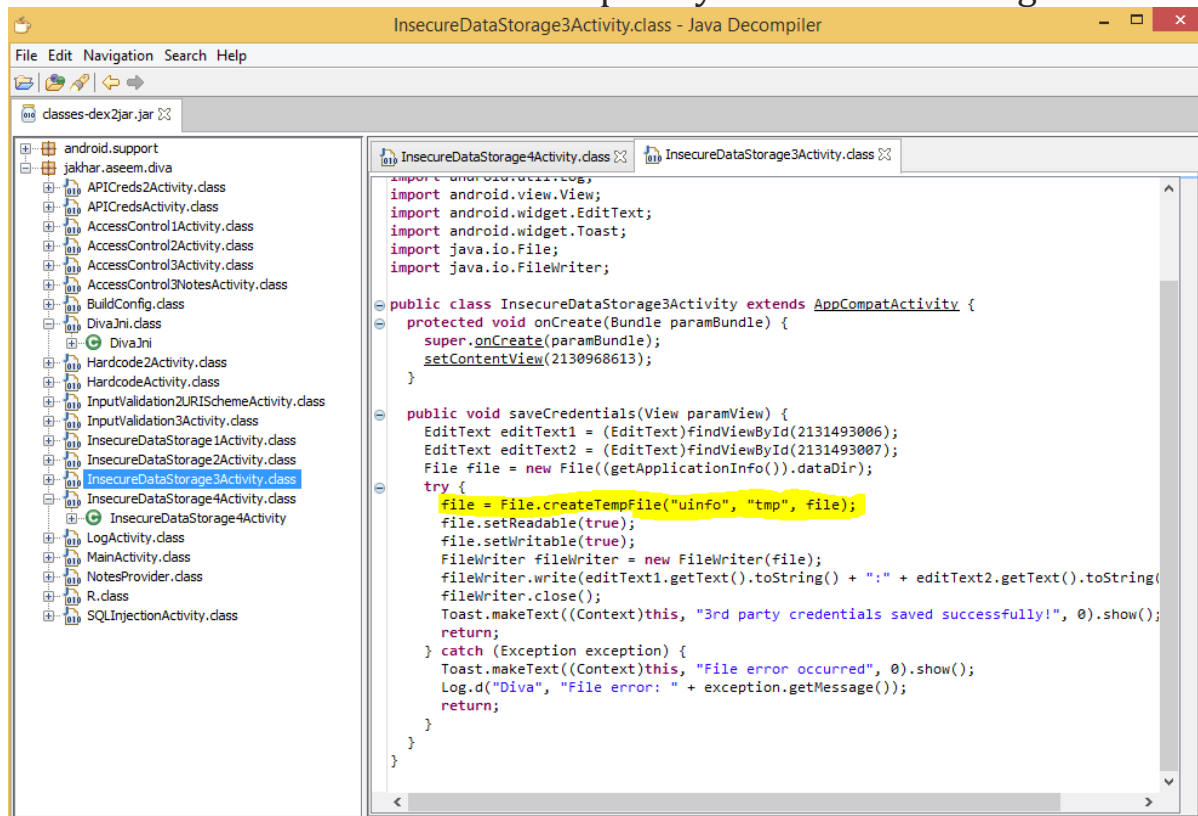 InsecureDataStorage3Activity.class - Java Decompiler
File Edit Navigation Search Help
classes-dex2jar.jar
android.support
jakhar.aseem.diva
APICreds2Activity.class
APICredsActivity.class
AccessControl1Activity.class
AccessControl2Activity.class
AccessControl3Activity.class
AccessControl3NotesActivity.class
BuildConfig.class
DivaJni.class
DivaJni
Hardcode2Activity.class
HardcodeActivity.class
InputValidation2URISchemeActivity.class
InputValidation3Activity.class
InsecureDataStorage1Activity.class
InsecureDataStorage2Activity.class
InsecureDataStorage3Activity.class
InsecureDataStorage4Activity.class
InsecureDataStorage4Activity
LogActivity.class
MainActivity.class
NotesProvider.class
R.class
SQLInjectionActivity.class
InsecureDataStorage4Activity.class InsecureDataStorage3Activity.class
import android.util.Log;
import android.view.View;
import android.widget.EditText;
import android.widget.Toast;
import java.io.File;
import java.io.FileWriter;
public class InsecureDataStorage3Activity extends AppCompatActivity {
protected void onCreate(Bundle paramBundle) {
super.onCreate(paramBundle);
setContentView(2130968613);
}
public void saveCredentials(View paramView) {
EditText editText1 = (EditText)findViewById(2131493006);
EditText editText2 = (EditText)findViewById(2131493007);
File file = new File((getApplicationInfo()).dataDir);
try {
file = File.createTempFile("uinfo", "tmp", file);
file.setReadable(true);
file.setWritable(true);
FileWriter fileWriter = new FileWriter(file);
fileWriter.write(editText1.getText().toString() + ":" + editText2.getText().toString(
fileWriter.close();
Toast.makeText((Context)this, "3rd party credentials saved successfully!", 0).show();
return;
} catch (Exception exception) {
Toast.makeText((Context)this, "File error occurred", 0).show();
Log.d("Diva", "File error: " + exception.getMessage());
return;
}
}
}